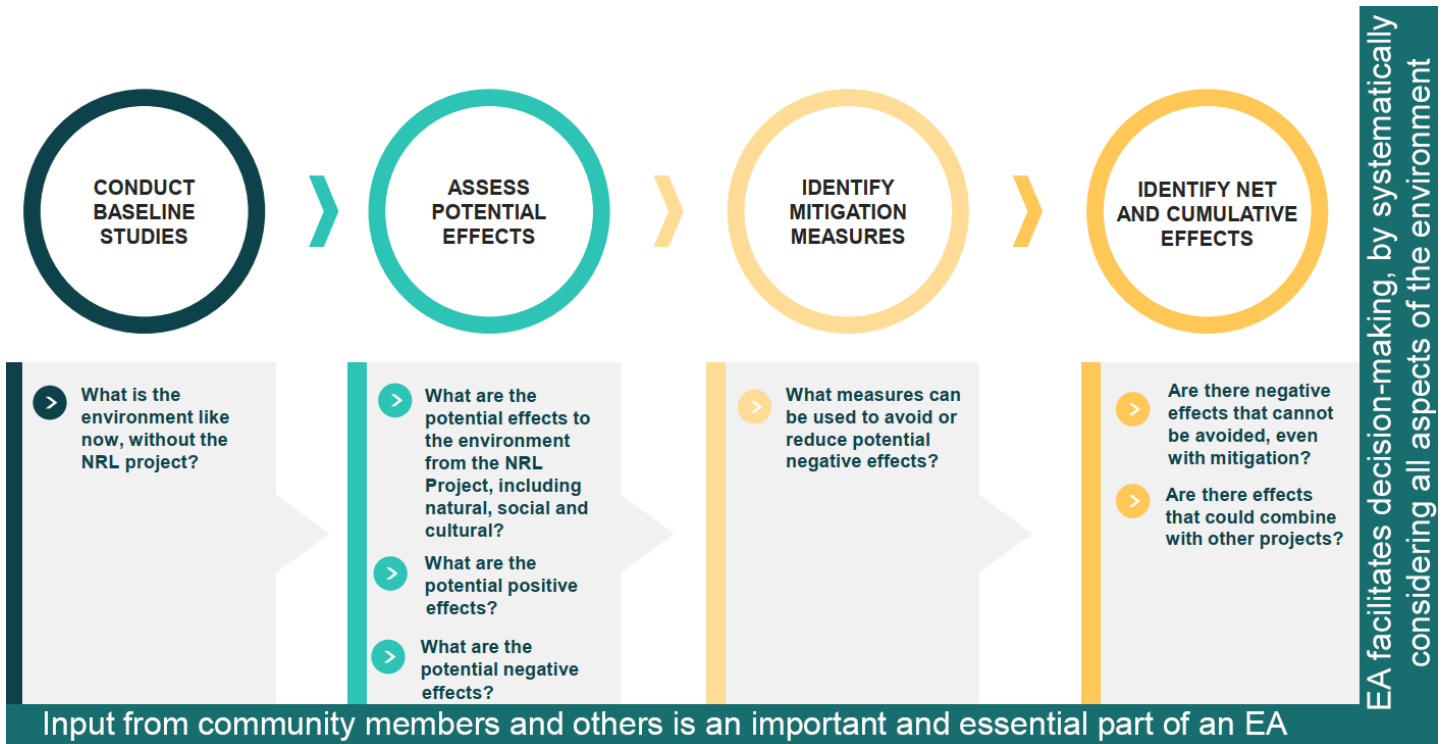 CONDUCT
BASELINE
STUDIES
ASSESS
POTENTIAL
EFFECTS
IDENTIFY
MITIGATION
MEASURES
IDENTIFY NET
AND CUMULATIVE
EFFECTS
What is the
environment like
now, without the
NRL project?
What are the
potential effects to
the environment
from the NRL
Project, including
natural, social and
cultural?
What are the
potential positive
effects?
What are the
potential negative
effects?
What measures can
be used to avoid or
reduce potential
negative effects?
Are there negative
effects that cannot
be avoided, even
with mitigation?
Are there effects
that could combine
with other projects?
Input from community members and others is an important and essential part of an EA
EA facilitates decision-making, by systematically
considering all aspects of the environment